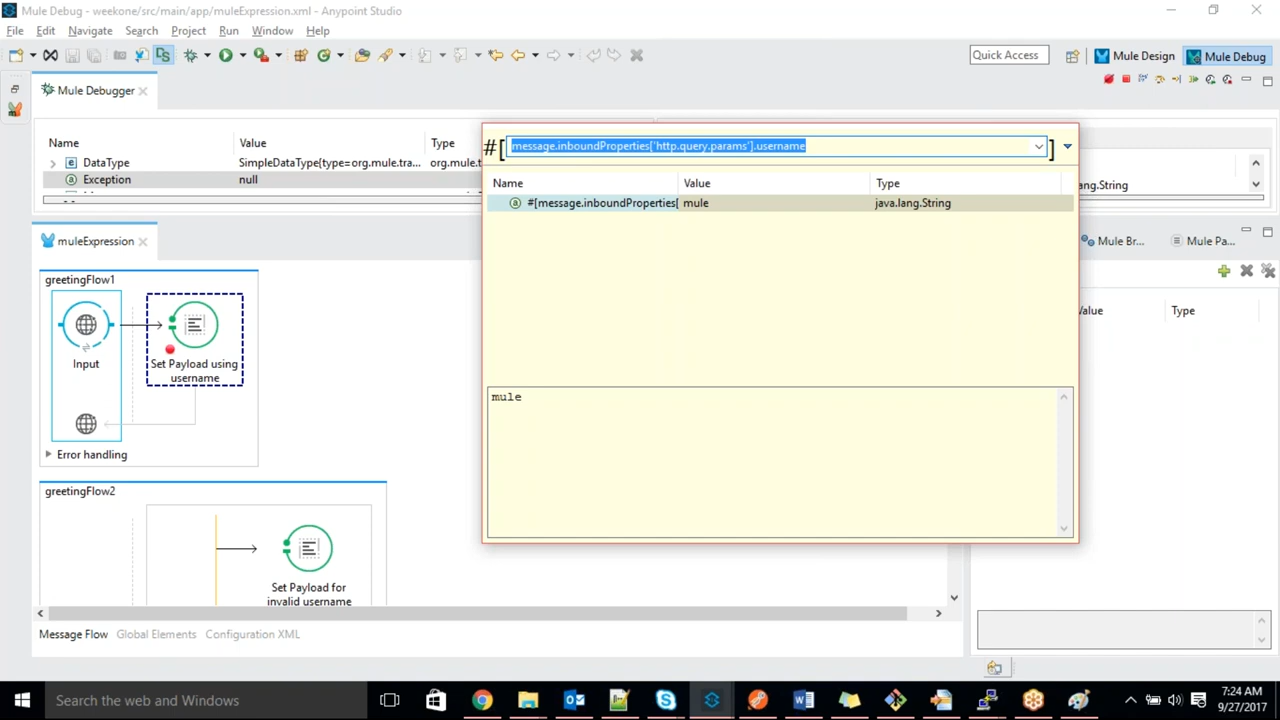 Mule Debug - weekone/src/main/app/muleExpression.xml - Anypoint Studio
File Edit Navigate Search Project Run Window Help
Quick Access
Mule Design
Mule Debug
Mule Debugger
Name Value Type
DataType SimpleDataType{type=org.mule.tra... org.mule.t
Exception null
ang.String
#[ message.inboundProperties['http.query.params'].username ]
Name Value Type
#[message.inboundProperties[ mule java.lang.String
mule
muleExpression
Mule Br...
Mule Pa...
Value Type
greetingFlow1
Input
Set Payload using
username
Error handling
greetingFlow2
Set Payload for
invalid username
Message Flow Global Elements Configuration XML
Search the web and Windows
7:24 AM
9/27/2017